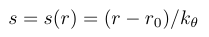 s = s(r) = (r − r₀)/k_θ